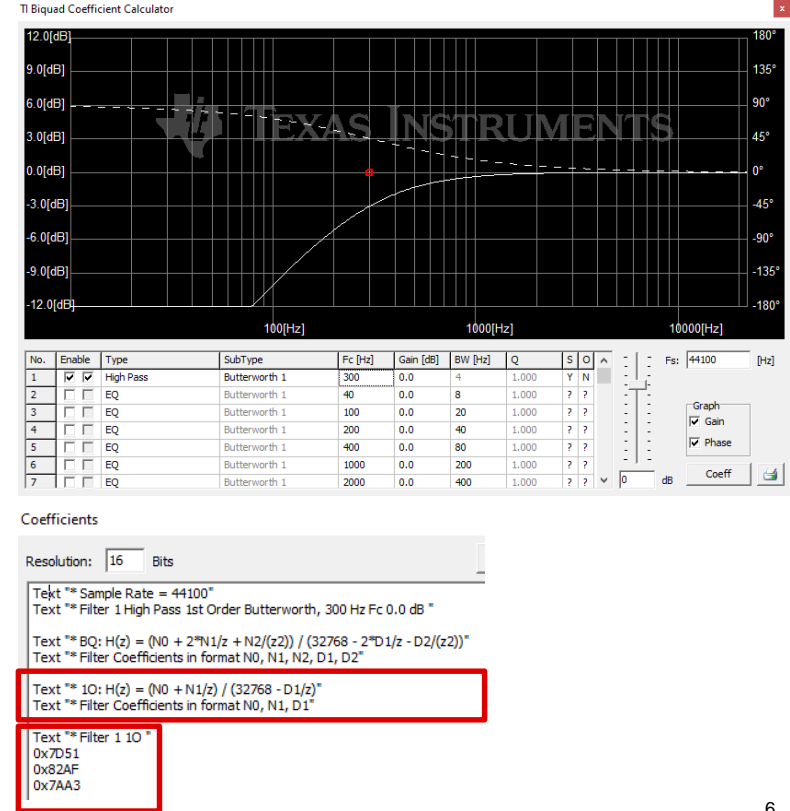 TI Biquad Coefficient Calculator
x
12.0[dB] 180°
9.0[dB] 135°
6.0[dB] 90°
TEXAS INSTRUMENTS
3.0[dB] 45°
0.0[dB] 0°
-3.0[dB] -45°
-6.0[dB] -90°
-9.0[dB] -135°
-12.0[dB] -180°
100[Hz] 1000[Hz] 10000[Hz]
No. Enable Type SubType Fc [Hz] Gain [dB] BW [Hz] Q S O Fs: 44100 [Hz]
1 High Pass Butterworth 1 300 0.0 4 1.000 Y N
2 EQ Butterworth 1 40 0.0 8 1.000 ? ?
3 EQ Butterworth 1 100 0.0 20 1.000 ? ? Graph
4 EQ Butterworth 1 200 0.0 40 1.000 ? ? Gain
5 EQ Butterworth 1 400 0.0 80 1.000 ? ? Phase
6 EQ Butterworth 1 1000 0.0 200 1.000 ? ?
7 EQ Butterworth 1 2000 0.0 400 1.000 ? ? 0 dB Coeff
Coefficients
Resolution: 16 Bits
Text "* Sample Rate = 44100"
Text "* Filter 1 High Pass 1st Order Butterworth, 300 Hz Fc 0.0 dB "
Text "* BQ: H(z) = (N0 + 2*N1/z + N2/(z2)) / (32768 - 2*D1/z - D2/(z2))"
Text "* Filter Coefficients in format N0, N1, N2, D1, D2"
Text "* 1O: H(z) = (N0 + N1/z) / (32768 - D1/z)"
Text "* Filter Coefficients in format N0, N1, D1"
Text "* Filter 1 1O "
0x7D51
0x82AF
0x7AA3